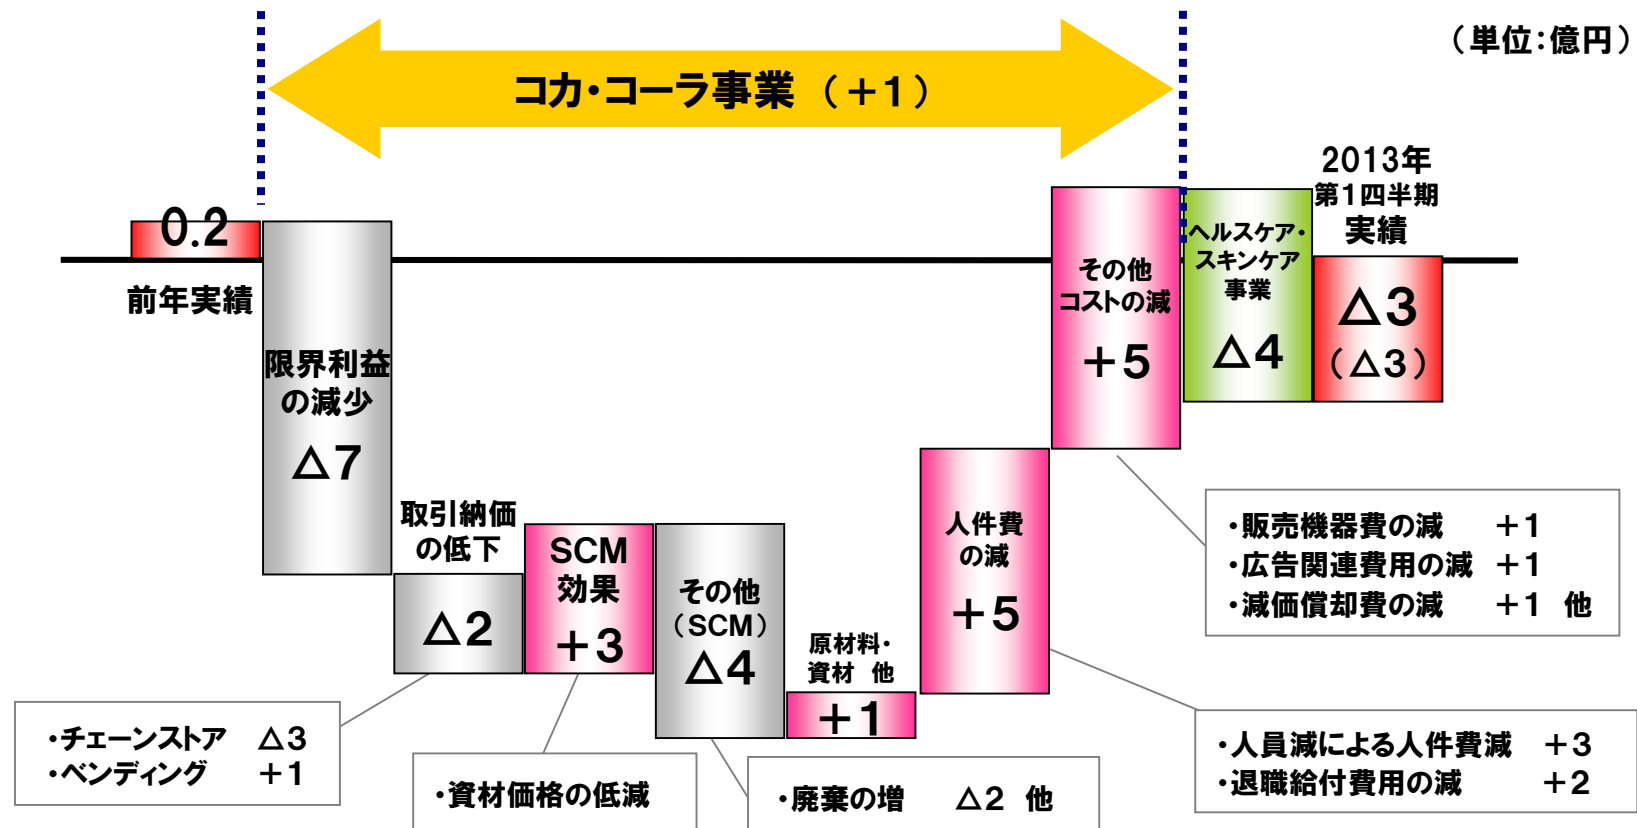 （単位：億円）
コカ・コーラ事業（＋１）
0.2
前年実績
限界利益
の減少
△7
取引納価
の低下
△2
SCM
効果
＋3
その他
（SCM）
△4
原材料・
資材　他
＋1
人件費
の減
＋5
その他
コストの減
＋5
ヘルスケア・
スキンケア
事業
△4
2013年
第1四半期
実績
△3
（△3）
・チェーンストア　△3
・ベンディング　＋1
・資材価格の低減
・廃棄の増　△2　他
・人員減による人件費減　＋3
・退職給付費用の減　＋2
・販売機器費の減　＋1
・広告関連費用の減　＋1
・減価償却費の減　＋1　他